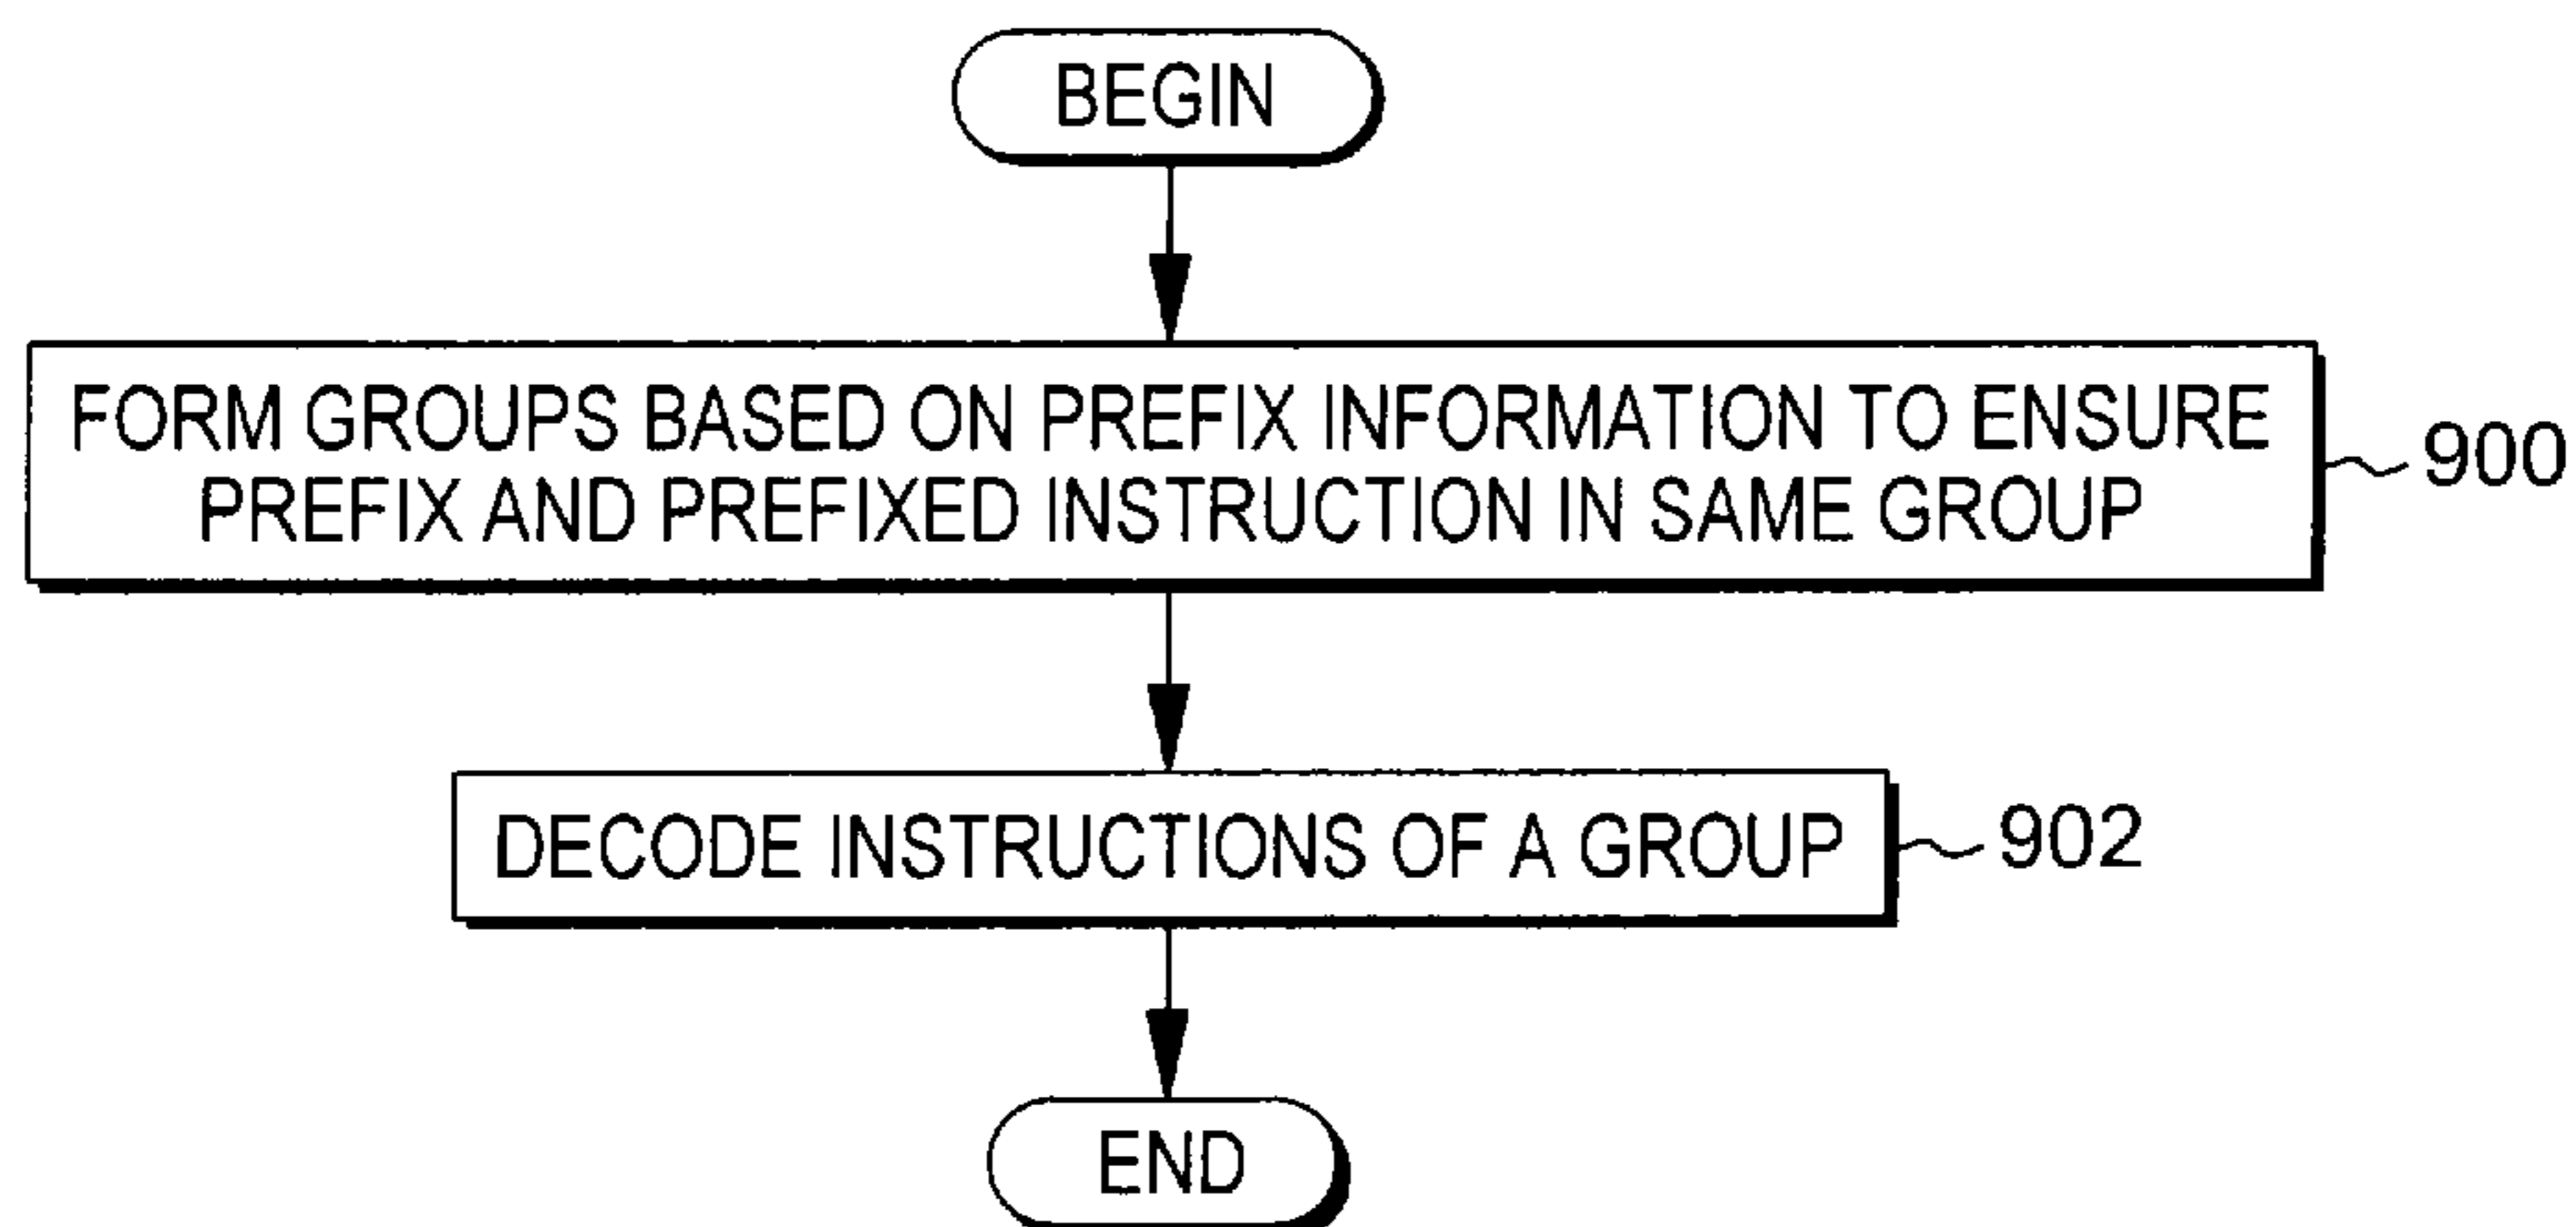 BEGIN
FORM GROUPS BASED ON PREFIX INFORMATION TO ENSURE
PREFIX AND PREFIXED INSTRUCTION IN SAME GROUP
900
DECODE INSTRUCTIONS OF A GROUP
902
END